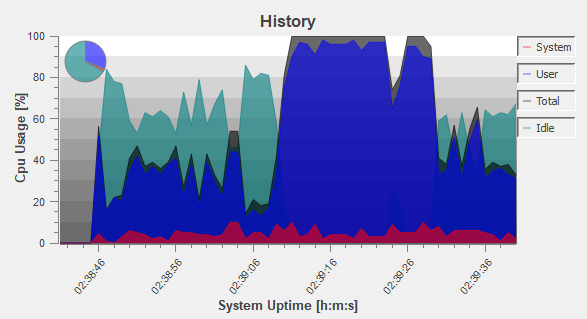 History
Cpu Usage [%]
100
80
60
40
20
0
02:38:46
02:38:56
02:39:06
02:39:16
02:39:26
02:39:36
System Uptime [h:m:s]
System
User
Total
Idle